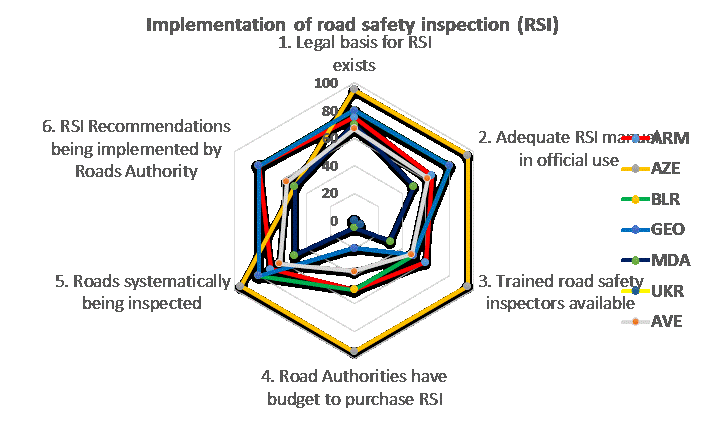 Implementation of road safety inspection (RSI)
1. Legal basis for RSI
exists
100
80
60
40
20
0
2. Adequate RSI
in official use
3. Trained road safety
inspectors available
4. Road Authorities have
budget to purchase RSI
5. Roads systematically
being inspected
6. RSI Recommendations
being implemented by
Roads Authority
ARM
AZE
BLR
GEO
MDA
UKR
AVE